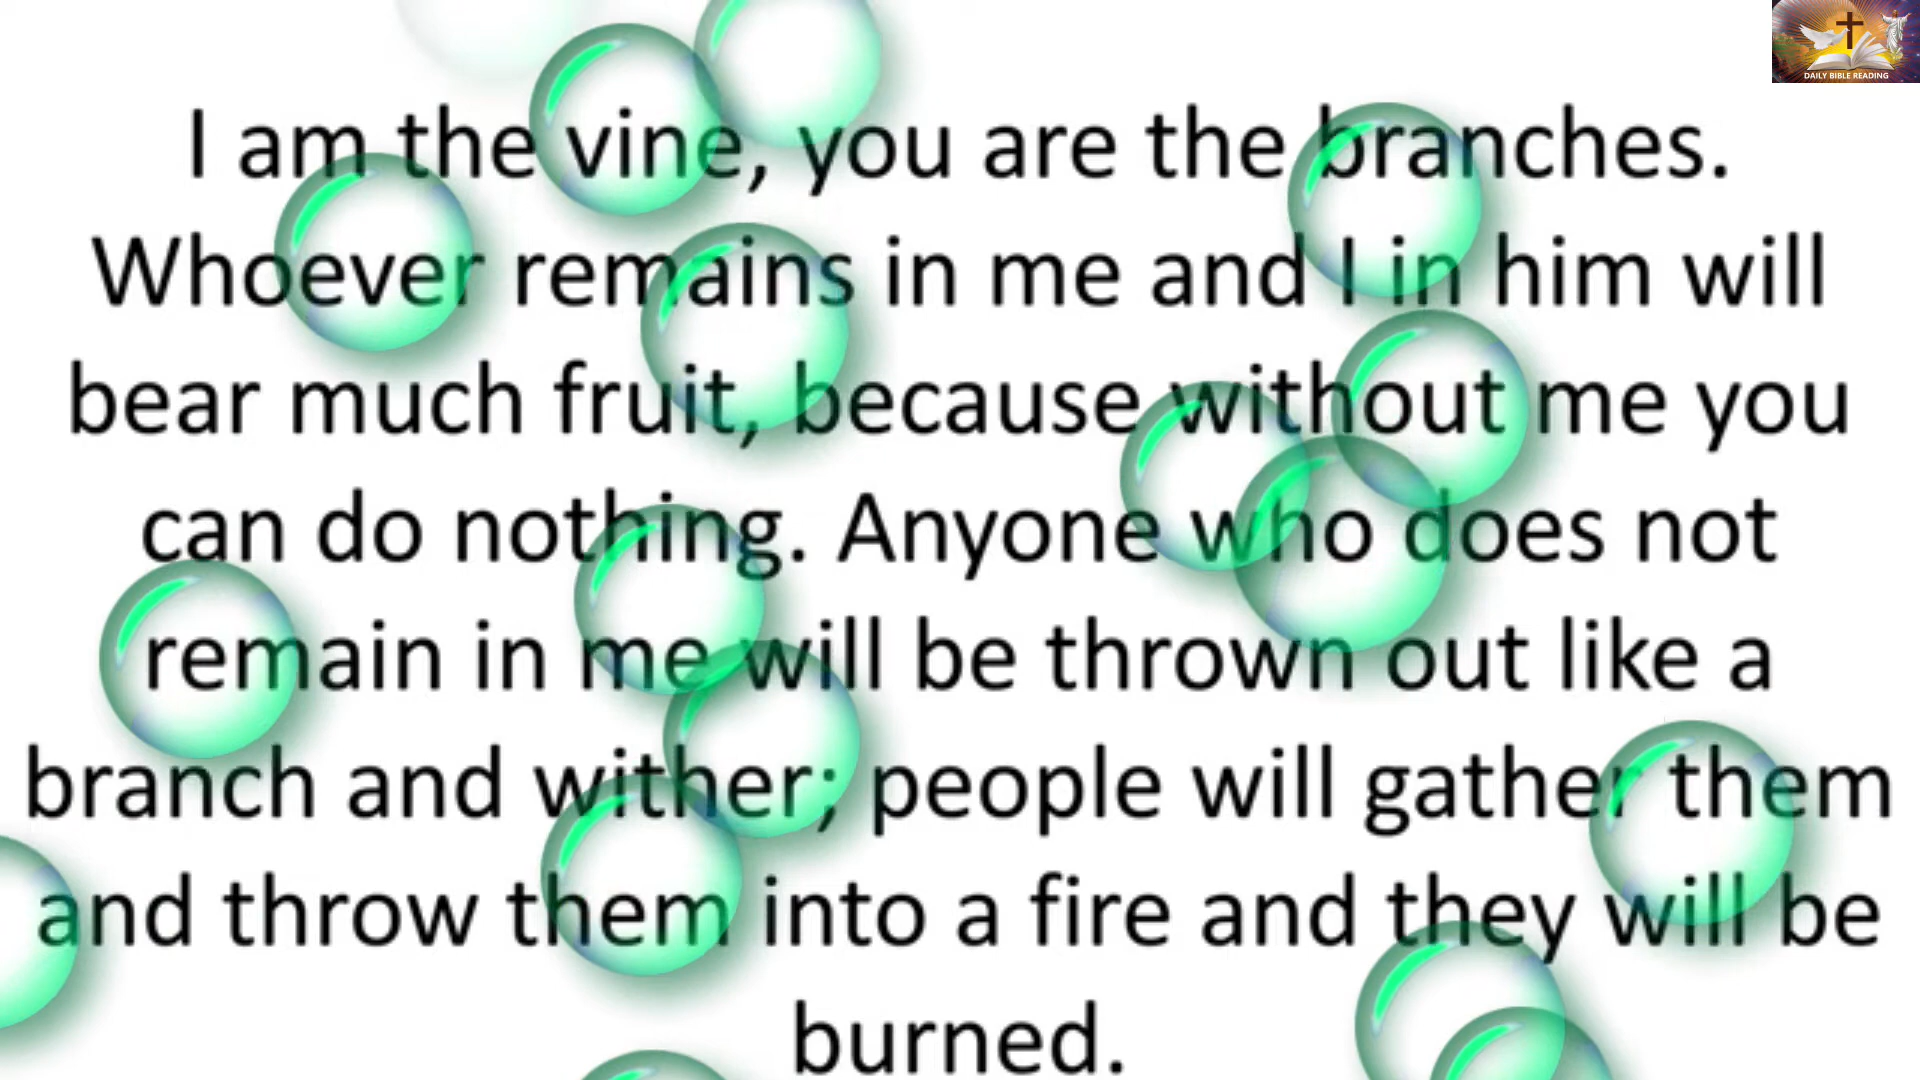 DAILY BIBLE READING
I am the vine, you are the branches.
Whoever remains in me and I in him will
bear much fruit, because without me you
can do nothing. Anyone who does not
remain in me will be thrown out like a
branch and wither; people will gather them
and throw them into a fire and they will be
burned.